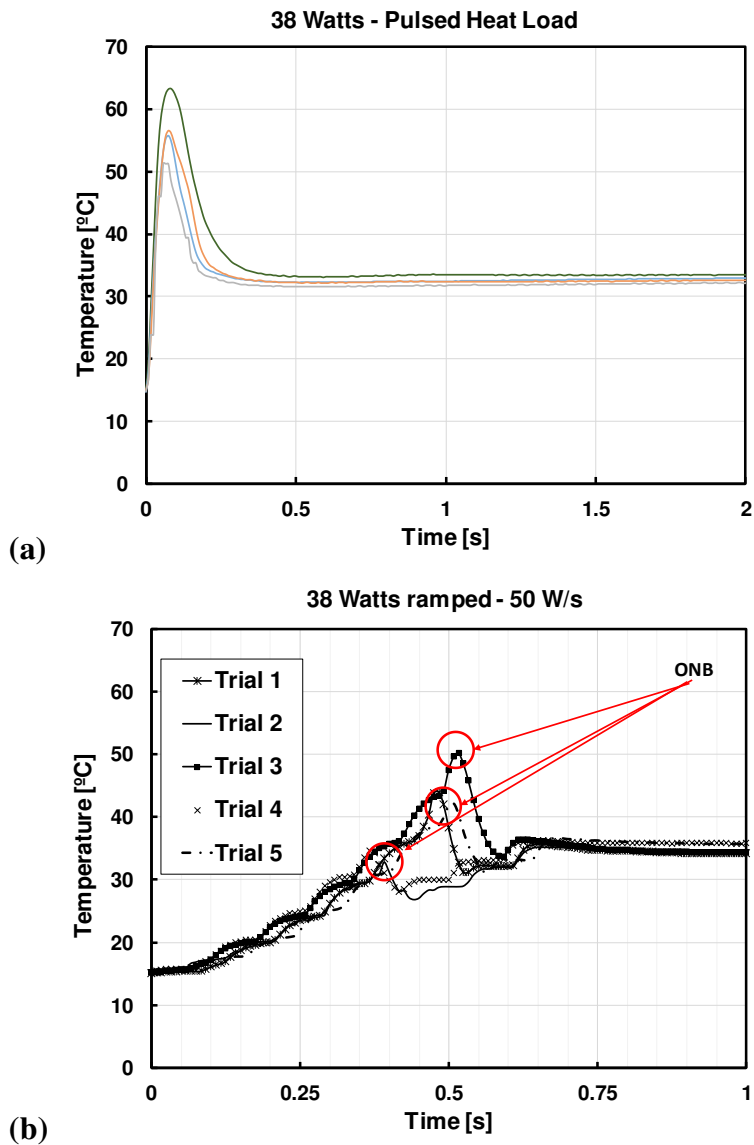 38 Watts - Pulsed Heat Load
Temperature [ºC]
70
60
50
40
30
20
10
0
0
0.5
1
1.5
2
Time [s]
(a)
38 Watts ramped - 50 W/s
Temperature [ºC]
70
60
50
40
30
20
10
0
ONB
Trial 1
Trial 2
Trial 3
Trial 4
Trial 5
0
0.25
0.5
0.75
1
Time [s]
(b)